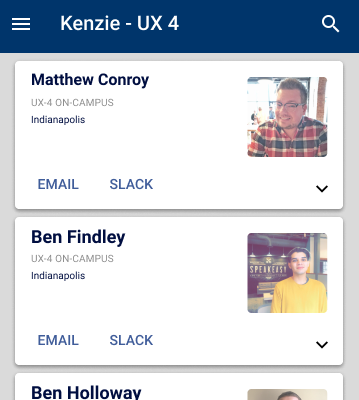 Kenzie - UX 4
Matthew Conroy
UX-4 ON-CAMPUS
Indianapolis
EMAIL SLACK
Ben Findley
UX-4 ON-CAMPUS
Indianapolis
SPEAKEASY
EMAIL SLACK
Ben Holloway